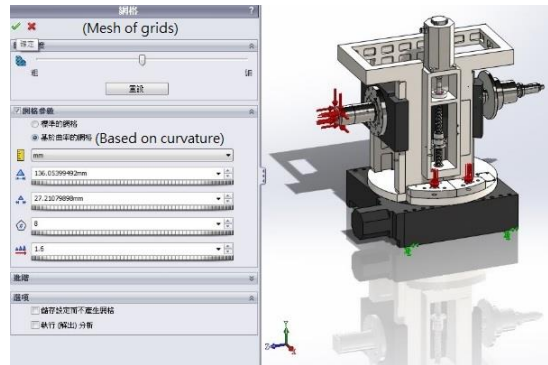 網格
?
(Mesh of grids)
確定
粗
細
重設
網格參數
標準的網格
基於曲率的網格 (Based on curvature)
mm
136.05399492mm
27.21079898mm
8
1.6
進階
選項
儲存設定而不產生網格
執行 (解出) 分析
Y
Z
X